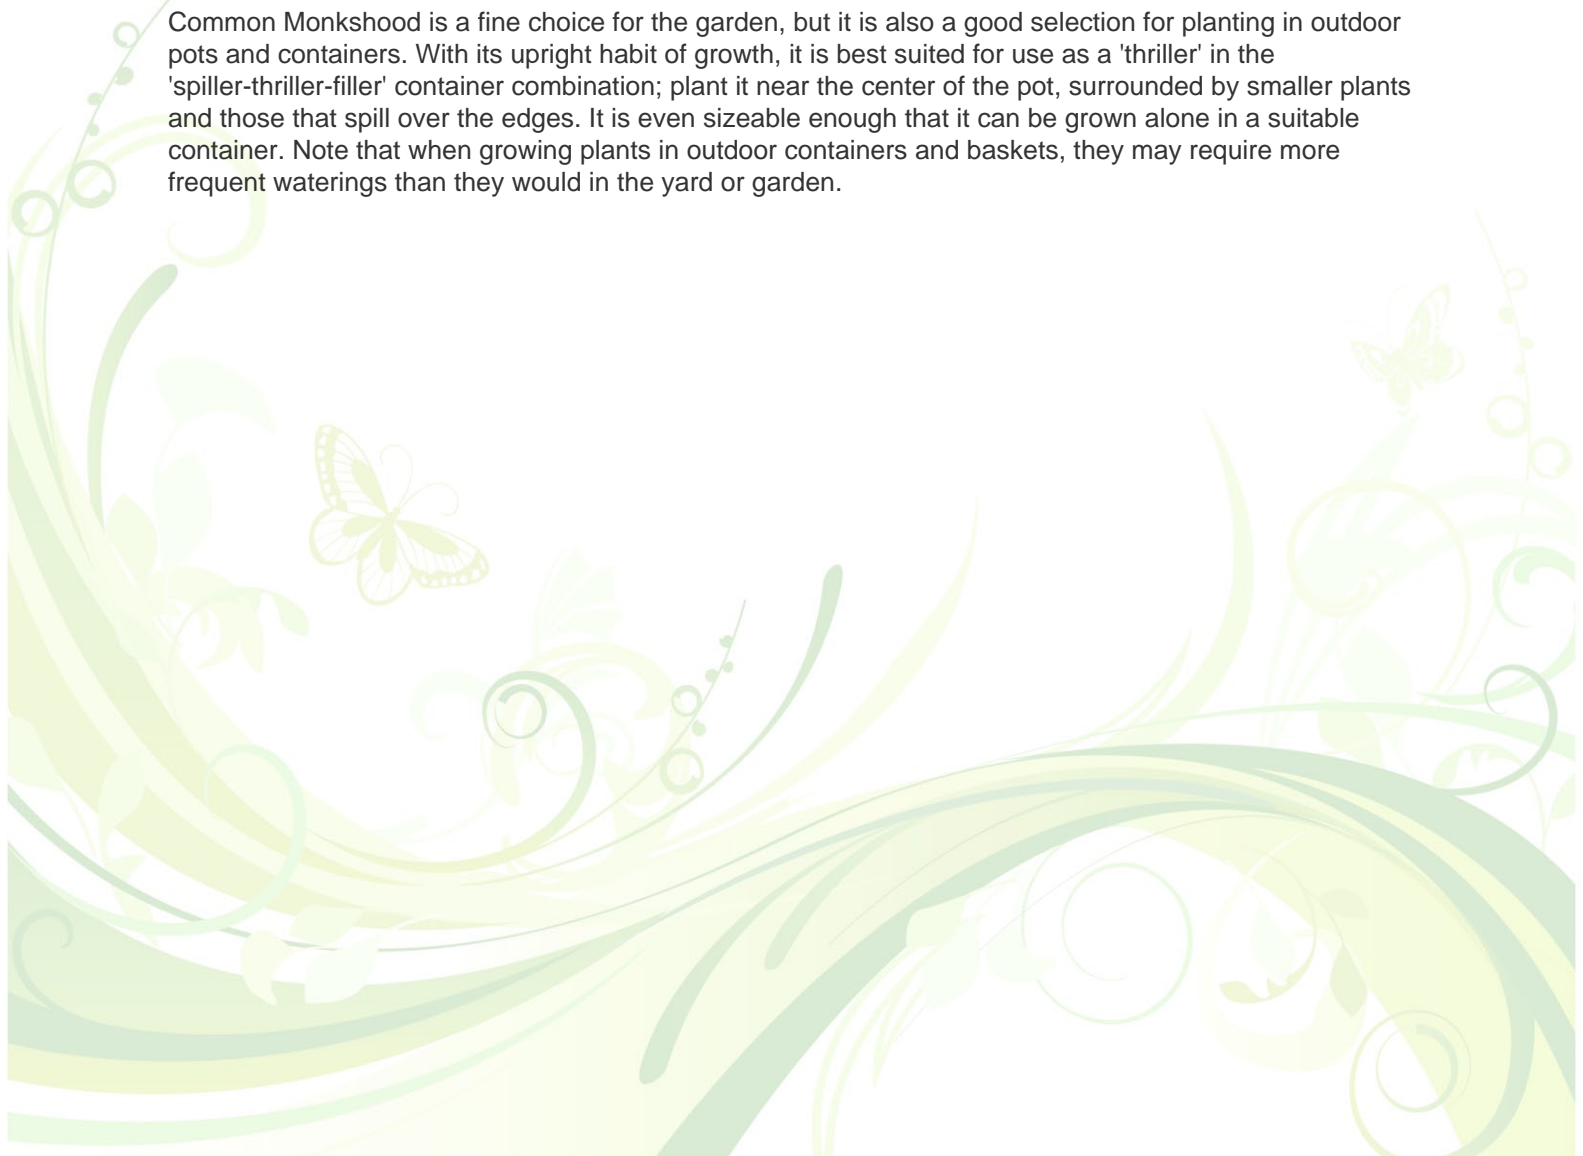 Common Monkshood is a fine choice for the garden, but it is also a good selection for planting in outdoor
pots and containers. With its upright habit of growth, it is best suited for use as a 'thriller' in the
'spiller-thriller-filler' container combination; plant it near the center of the pot, surrounded by smaller plants
and those that spill over the edges. It is even sizeable enough that it can be grown alone in a suitable
container. Note that when growing plants in outdoor containers and baskets, they may require more
frequent waterings than they would in the yard or garden.